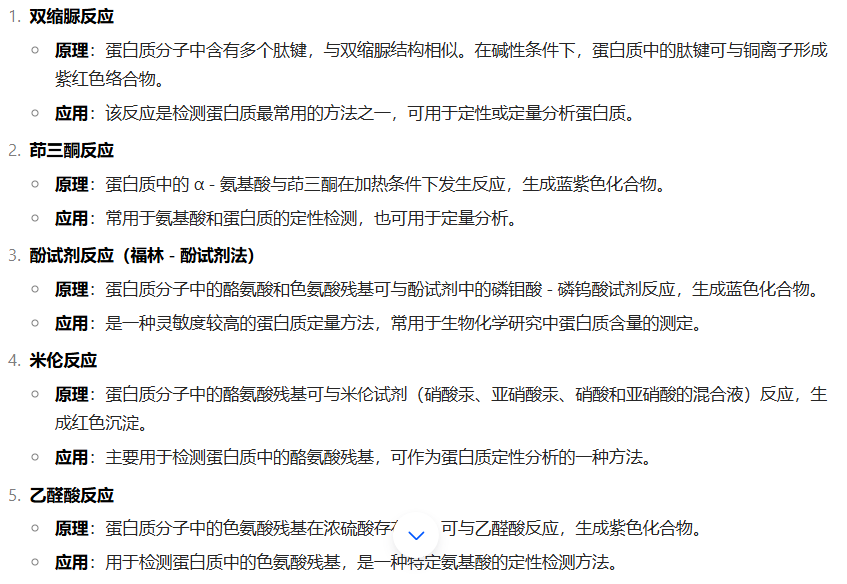 1. 双缩脲反应
原理：蛋白质分子中含有多个肽键，与双缩脲结构相似。在碱性条件下，蛋白质中的肽键可与铜离子形成
紫红色络合物。
应用：该反应是检测蛋白质最常用的方法之一，可用于定性或定量分析蛋白质。
2. 茚三酮反应
原理：蛋白质中的 α - 氨基酸与茚三酮在加热条件下发生反应，生成蓝紫色化合物。
应用：常用于氨基酸和蛋白质的定性检测，也可用于定量分析。
3. 酚试剂反应（福林 - 酚试剂法）
原理：蛋白质分子中的酪氨酸和色氨酸残基可与酚试剂中的磷钼酸 - 磷钨酸试剂反应，生成蓝色化合物。
应用：是一种灵敏度较高的蛋白质定量方法，常用于生物化学研究中蛋白质含量的测定。
4. 米伦反应
原理：蛋白质分子中的酪氨酸残基可与米伦试剂（硝酸汞、亚硝酸汞、硝酸和亚硝酸的混合液）反应，生
成红色沉淀。
应用：主要用于检测蛋白质中的酪氨酸残基，可作为蛋白质定性分析的一种方法。
5. 乙醛酸反应
原理：蛋白质分子中的色氨酸残基在浓硫酸存 可与乙醛酸反应，生成紫色化合物。
应用：用于检测蛋白质中的色氨酸残基，是一种特定氨基酸的定性检测方法。